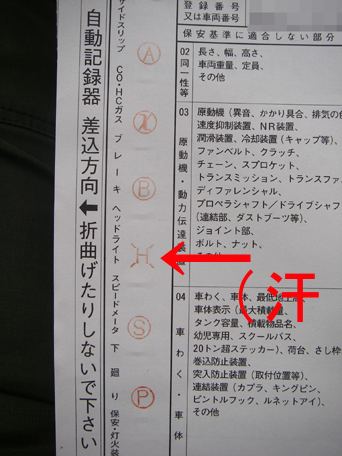 自動記録器 差込方向 ← 折曲げたりしないで下さい
サイドスリップ
CO・HCガス
ブレーキ
ヘッドライト
スピードメータ
下廻り
保安・灯火装
A
X
B
H
S
P
登録番号
又は車両番号
保安基準に適合しない部分
02
同一性等
長さ、幅、高さ、
車両重量、定員、
その他
03
原動機・動力伝達装置
原動機（異音、かかり具合、排気の色
速度抑制装置、NR装置、
潤滑装置、冷却装置（キャップ等）、
ファンベルト、クラッチ、
チェーン、スプロケット、
トランスミッション、トランスファ
ディファレンシャル、
プロペラシャフト／ドライブシャフ
（連結部、ダストブーツ等）、
ジョイント部、
ボルト、ナット、
(汗
04
車わく・車体
車わく、車体、最低地上高、
車体表示（最大積載量、
タンク容量、積載物品名、
幼児専用、スクールバス、
20トン超ステッカー）、荷台、さし枠
巻込防止装置、
突入防止装置（取付位置等）、
連結装置（カプラ、キングピン、
ピントルフック、ルネットアイ）、
その他